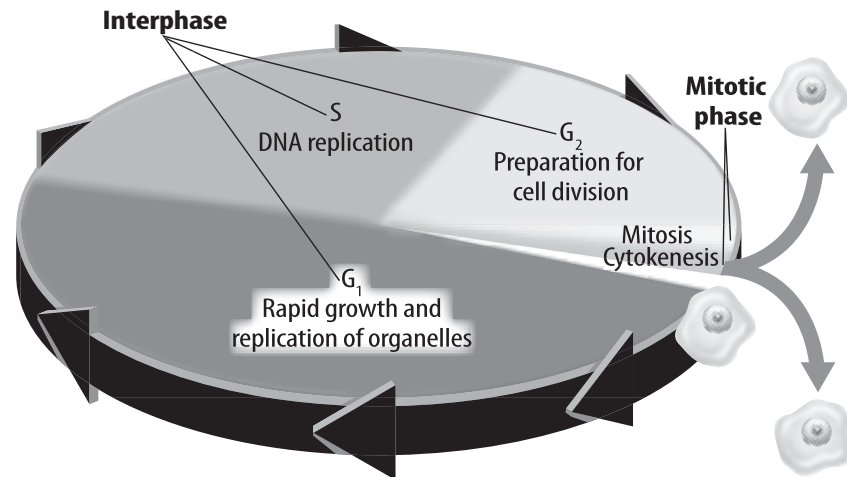 Interphase
Mitotic
phase
S
DNA replication
G2
Preparation for
cell division
Mitosis
Cytokenesis
G1
Rapid growth and
replication of organelles